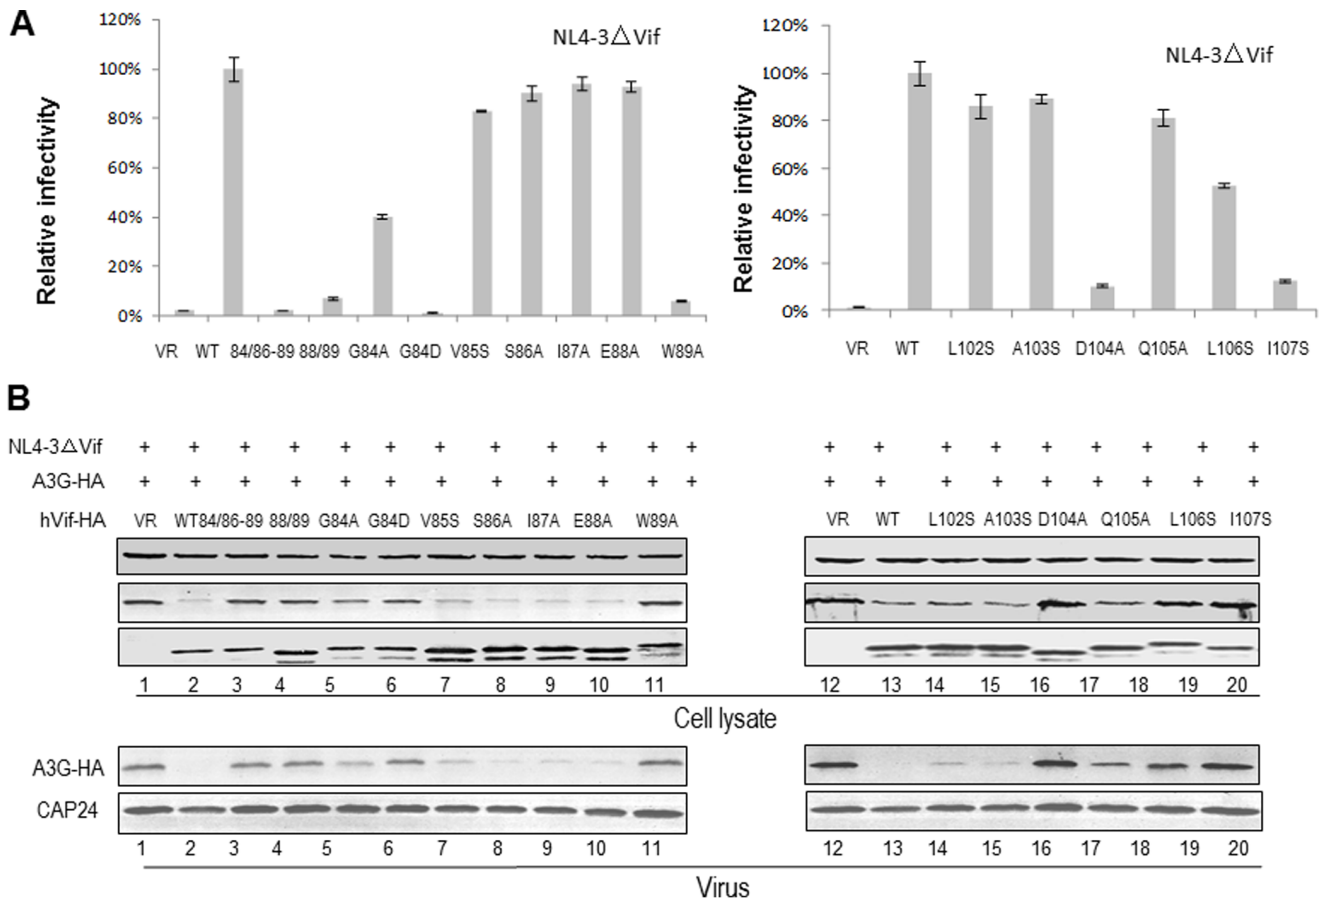 A
120%
100%
80%
60%
40%
20%
0%
Relative infectivity
NL4-3△Vif
VR WT 84/86-89 88/89 G84A G84D V85S S86A I87A E88A W89A
120%
100%
80%
60%
40%
20%
0%
Relative infectivity
NL4-3△Vif
VR WT L102S A103S D104A Q105A L106S I107S
B
NL4-3△Vif + + + + + + + + + + + + + + + + + + + +
A3G-HA + + + + + + + + + + + + + + + + + + + +
hVif-HA VR WT84/86-89 88/89 G84A G84D V85S S86A I87A E88A W89A VR WT L102S A103S D104A Q105A L106S I107S
1 2 3 4 5 6 7 8 9 10 11 12 13 14 15 16 17 18 19 20
Cell lysate
A3G-HA
CAP24
1 2 3 4 5 6 7 8 9 10 11 12 13 14 15 16 17 18 19 20
Virus